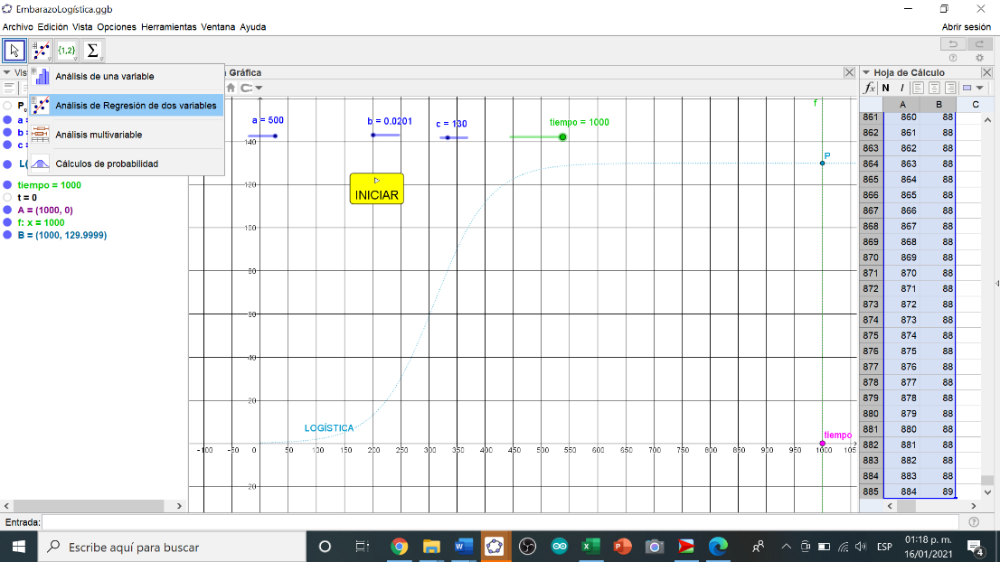 EmbarazoLogística.ggb
Archivo Edición Vista Opciones Herramientas Ventana Ayuda
Abrir sesión
{1,2}
Σ
Análisis de una variable
Análisis de Regresión de dos variables
Análisis multivariable
Cálculos de probabilidad
Gráfica
Hoja de Cálculo
fx N I
tiempo = 1000
t = 0
A = (1000, 0)
f: x = 1000
B = (1000, 129.9999)
a = 500
b = 0.0201
c = 130
tiempo = 1000
f
P
INICIAR
LOGÍSTICA
tiempo
140
120
100
80
60
40
20
-100 -50 0 50 100 150 200 250 300 350 400 450 500 550 600 650 700 750 800 850 900 950 1000 105
20
A B C
861 860 88
862 861 88
863 862 88
864 863 88
865 864 88
866 865 88
867 866 88
868 867 88
869 868 88
870 869 88
871 870 88
872 871 88
873 872 88
874 873 88
875 874 88
876 875 88
877 876 88
878 877 88
879 878 88
880 879 88
881 880 88
882 881 88
883 882 88
884 883 88
885 884 89
Entrada:
Escribe aquí para buscar
ESP
01:18 p. m.
16/01/2021
4